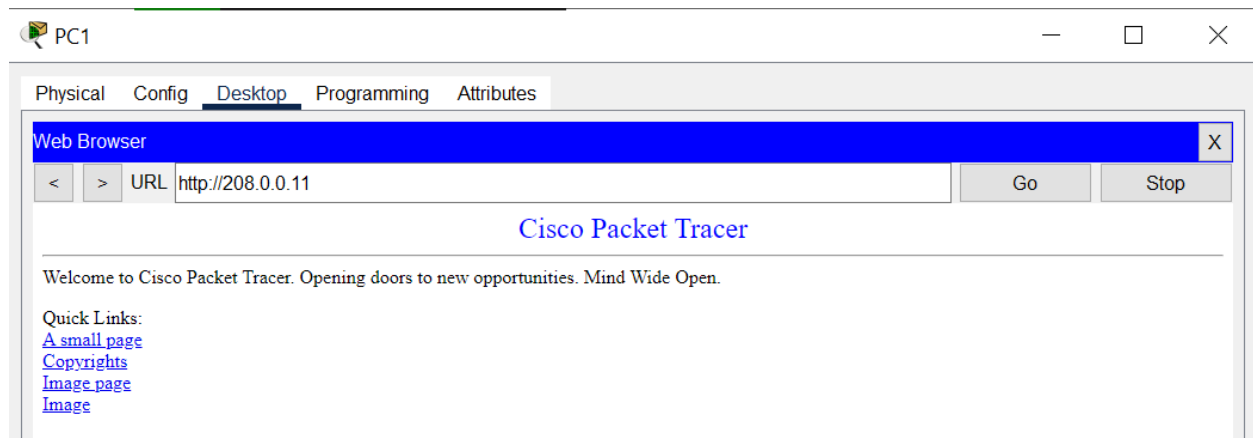 PC1
Physical Config Desktop Programming Attributes
Web Browser X
< > URL http://208.0.0.11 Go Stop
Cisco Packet Tracer
Welcome to Cisco Packet Tracer. Opening doors to new opportunities. Mind Wide Open.
Quick Links:
A small page
Copyrights
Image page
Image